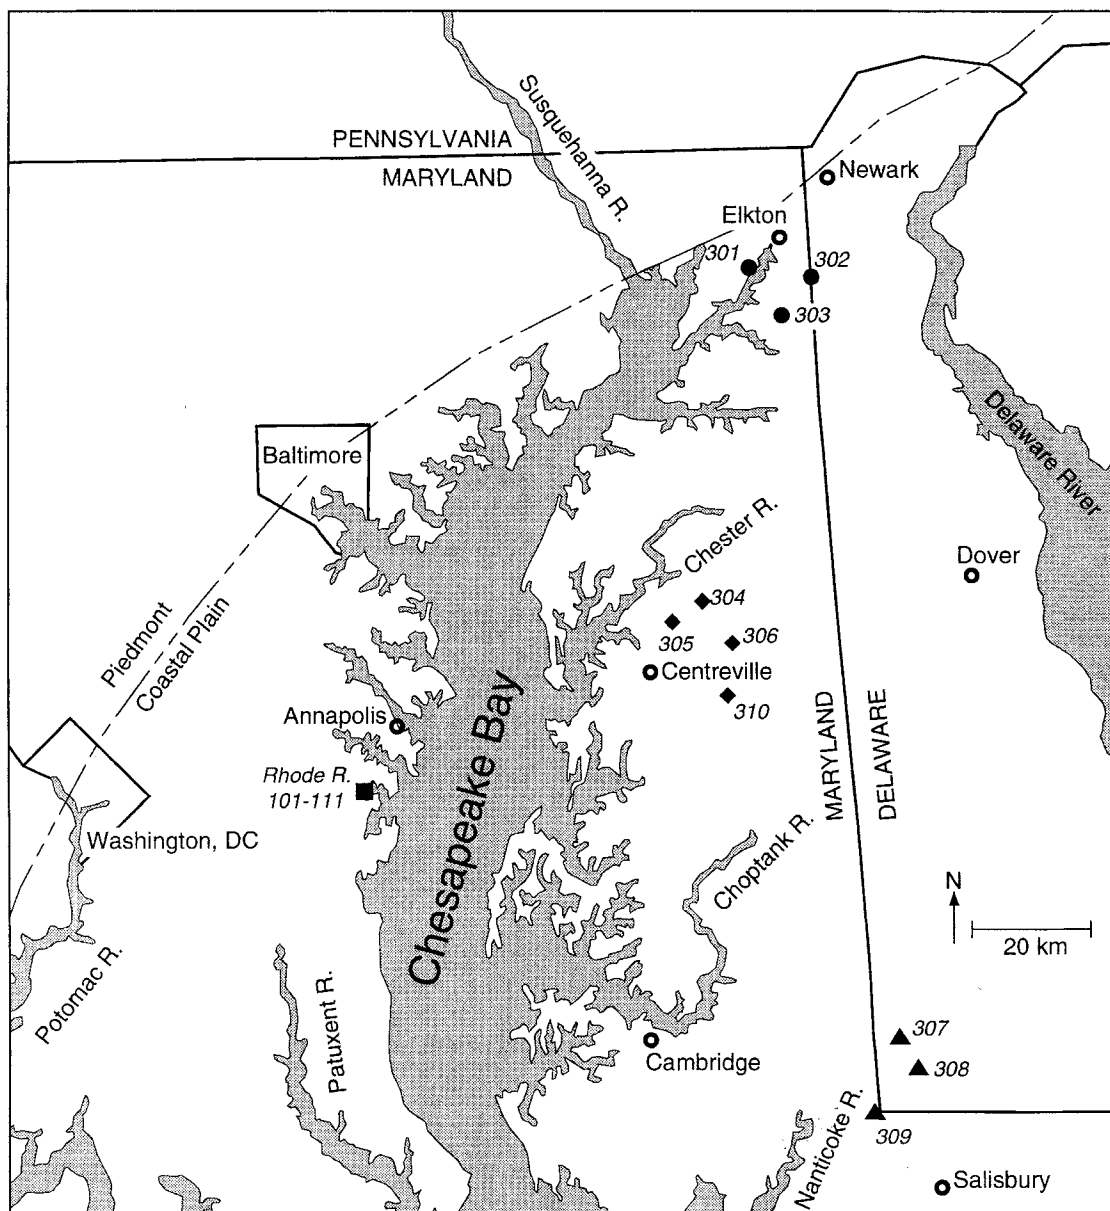 PENNSYLVANIA
MARYLAND
Susquehanna R.
Newark
Elkton
301
302
303
Delaware River
Baltimore
Chester R.
Dover
304
305
306
Centreville
310
Piedmont
Coastal Plain
Annapolis
Chesapeake Bay
MARYLAND
DELAWARE
Rhode R.
101-111
Washington, DC
Choptank R.
N
20 km
Potomac R.
Patuxent R.
Cambridge
307
308
Nanticoke R.
309
Salisbury